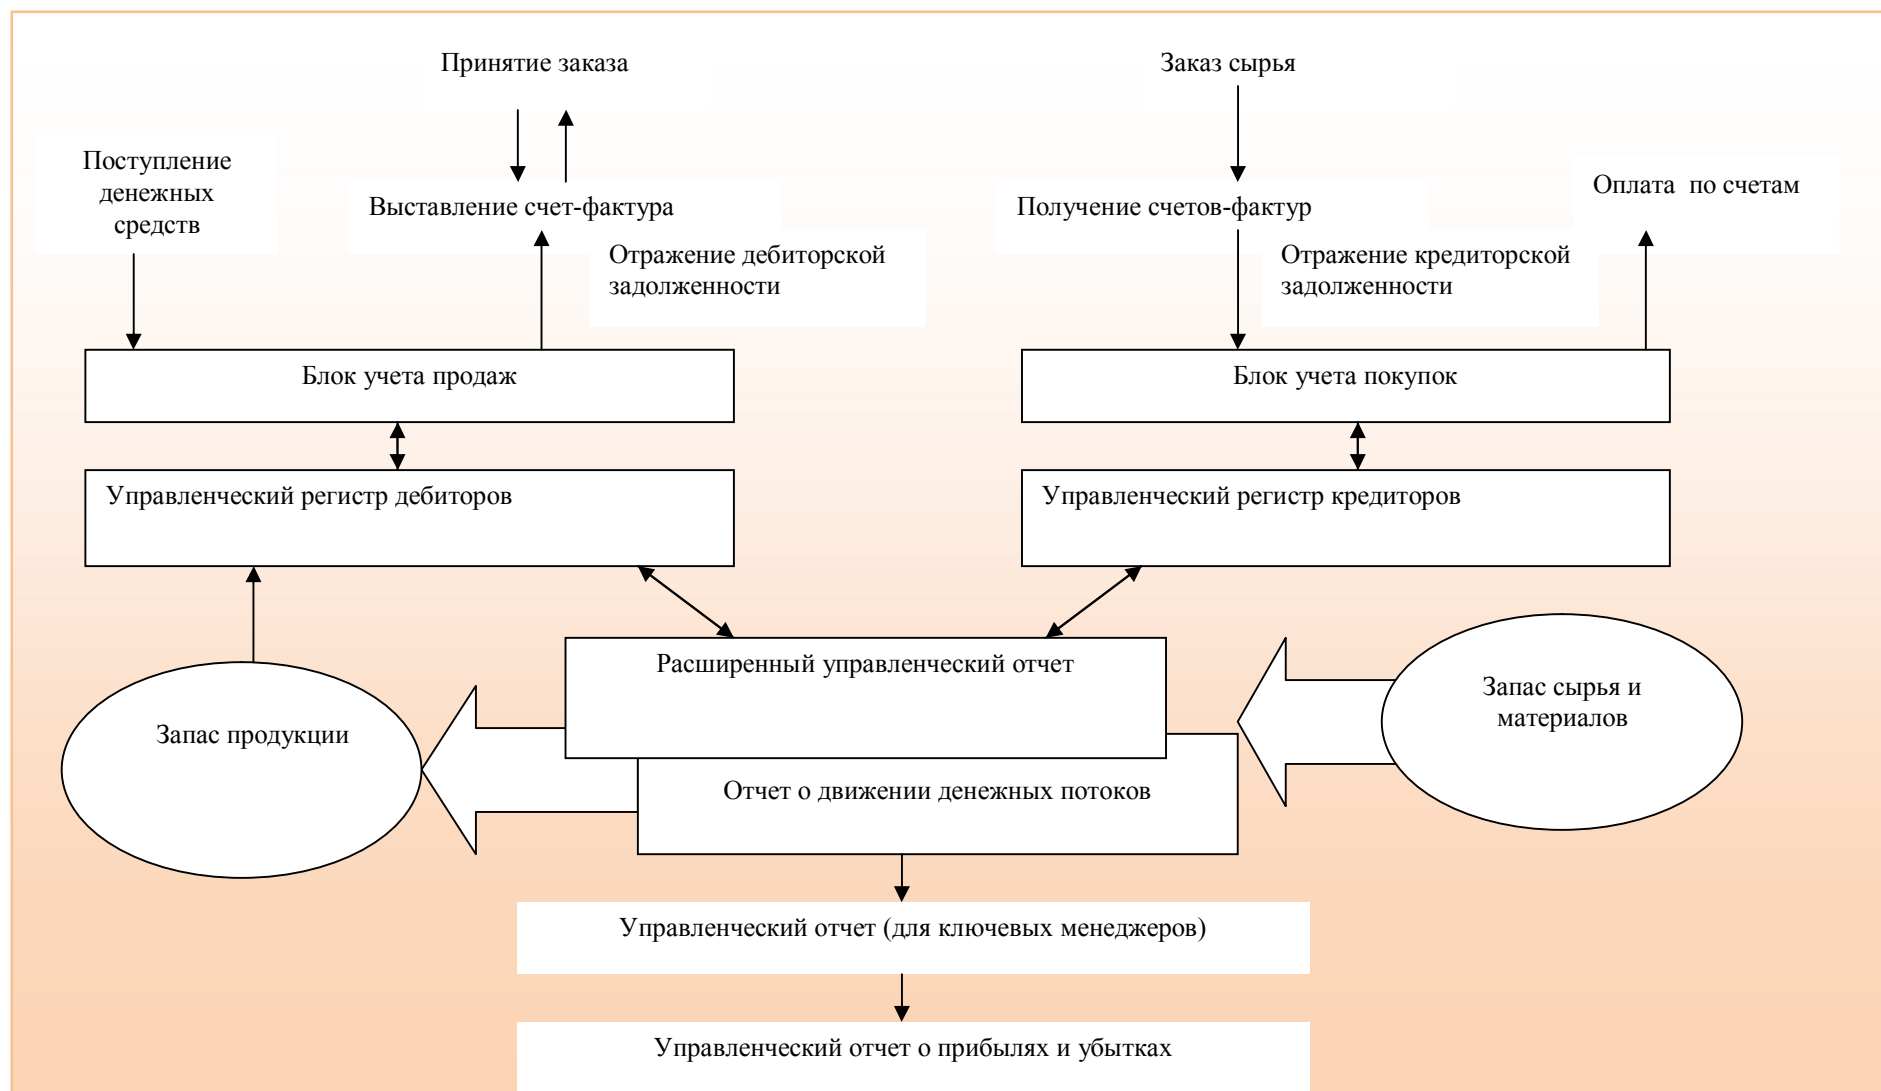 Принятие заказа
Заказ сырья
Поступление
денежных
средств
Выставление счет-фактура
Получение счетов-фактур
Оплата по счетам
Отражение дебиторской
задолженности
Отражение кредиторской
задолженности
Блок учета продаж
Блок учета покупок
Управленческий регистр дебиторов
Управленческий регистр кредиторов
Расширенный управленческий отчет
Запас сырья и
материалов
Запас продукции
Отчет о движении денежных потоков
Управленческий отчет (для ключевых менеджеров)
Управленческий отчет о прибылях и убытках